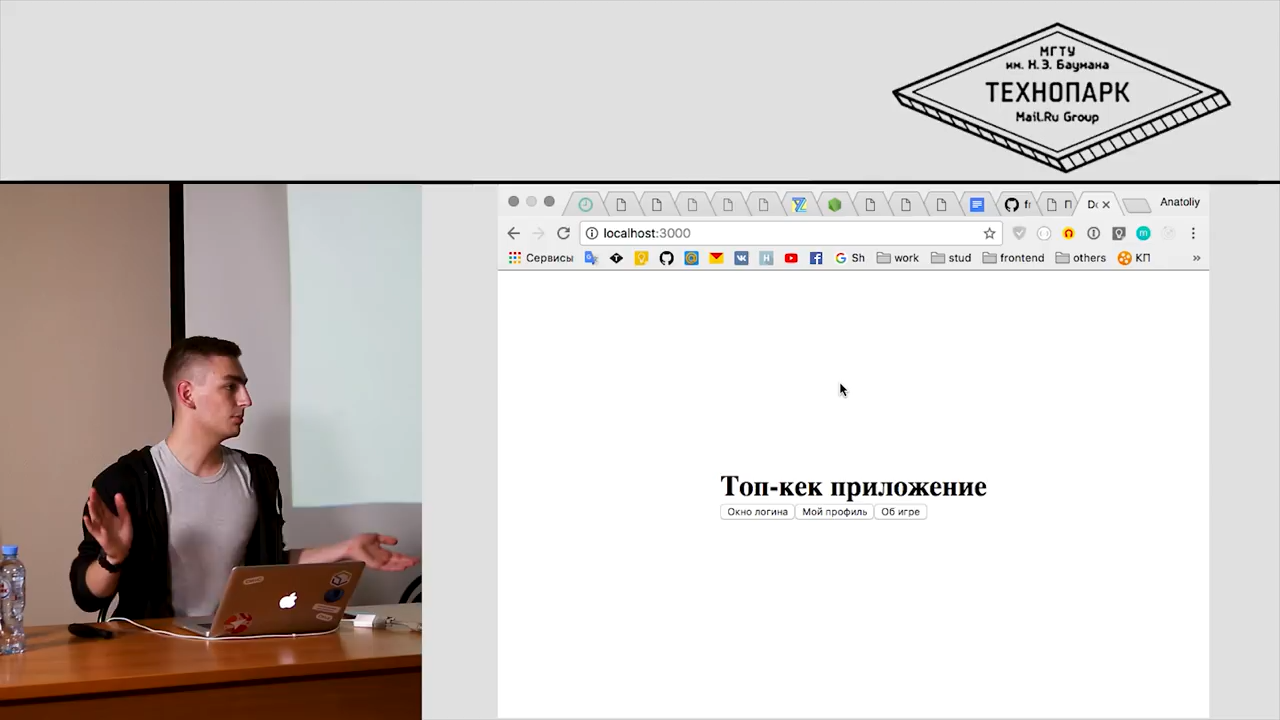 МГТУ
им. Н.Э. Баумана
ТЕХНОПАРК
Mail.Ru Group
Anatoliy
localhost:3000
Сервисы
Sh
work
stud
frontend
others
КП
»
Топ-кек приложение
Окно логина
Мой профиль
Об игре